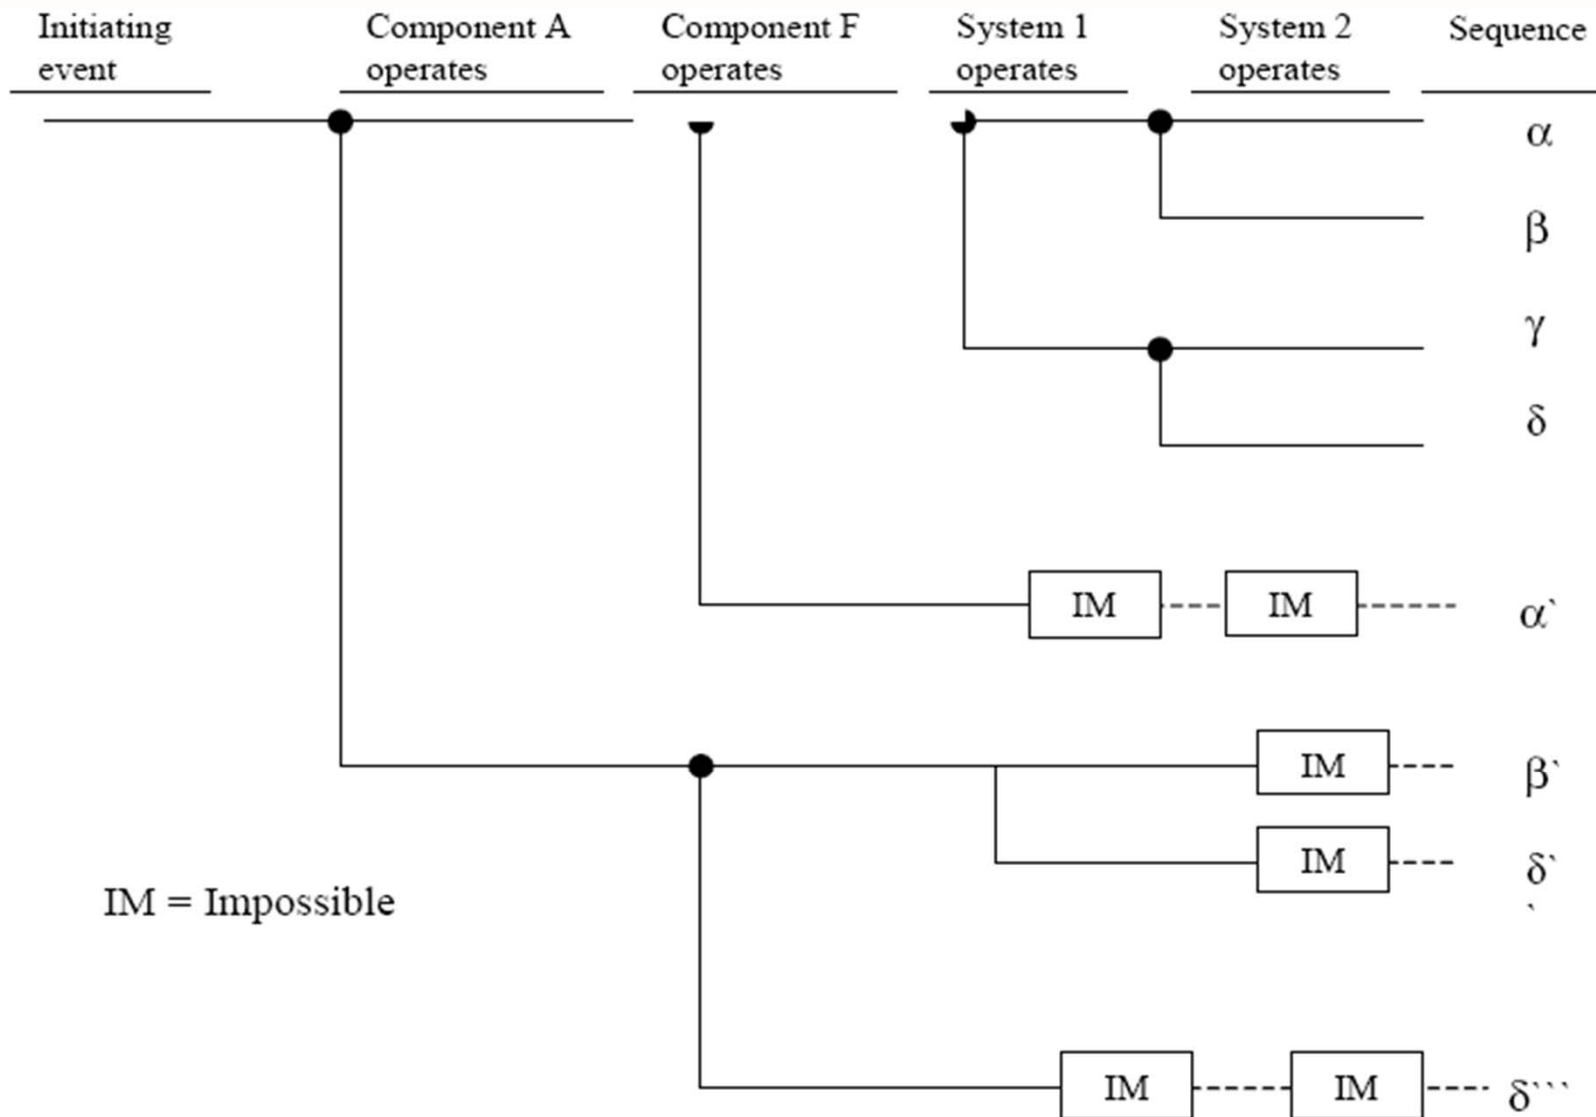 Initiating
event
Component A
operates
Component F
operates
System 1
operates
System 2
operates
Sequence
α
β
γ
δ
IM
IM
α`
IM
β`
IM
δ`
`
IM = Impossible
IM
IM
δ```